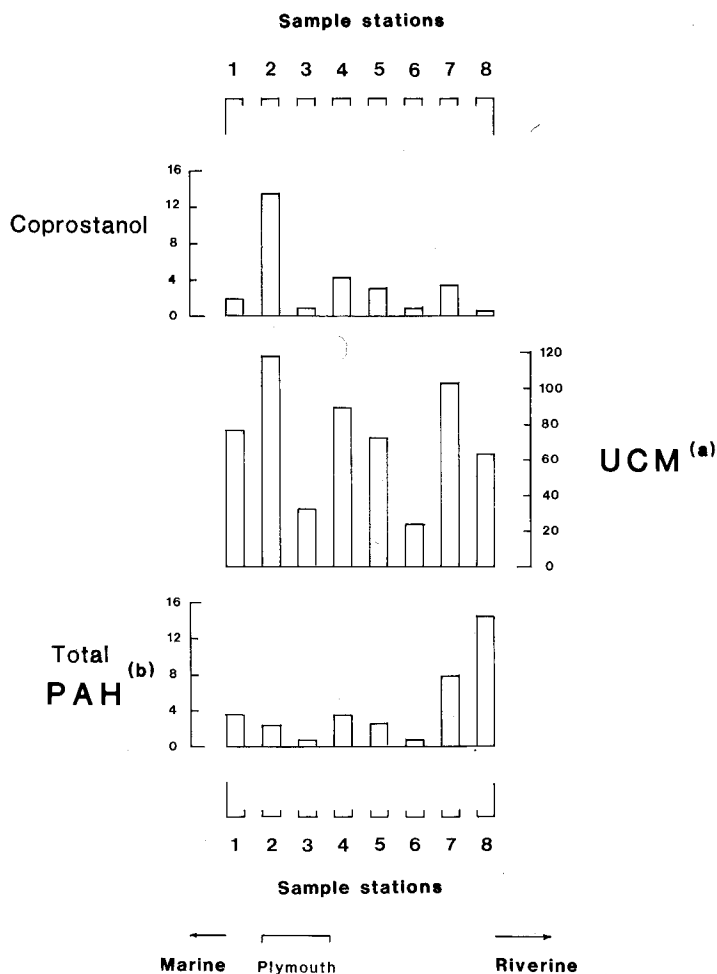 Sample stations
1 2 3 4 5 6 7 8
Coprostanol
16
12
8
4
0
UCM (a)
120
100
80
60
40
20
0
Total
PAH (b)
16
12
8
4
0
1 2 3 4 5 6 7 8
Sample stations
Marine Plymouth Riverine